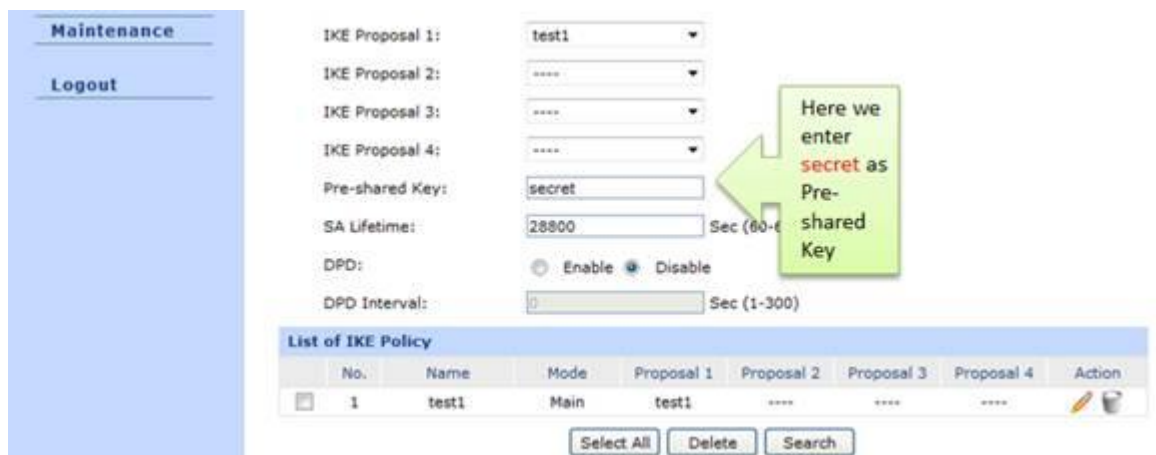 Maintenance
Logout
IKE Proposal 1: test1
IKE Proposal 2: ----
IKE Proposal 3: ----
IKE Proposal 4: ----
Pre-shared Key: secret
SA Lifetime: 28800 Sec (60-6
DPD: Enable Disable
DPD Interval: 0 Sec (1-300)
Here we
enter
secret as
Pre-
shared
Key
List of IKE Policy
No. Name Mode Proposal 1 Proposal 2 Proposal 3 Proposal 4 Action
1 test1 Main test1 ---- ---- ----
Select All Delete Search